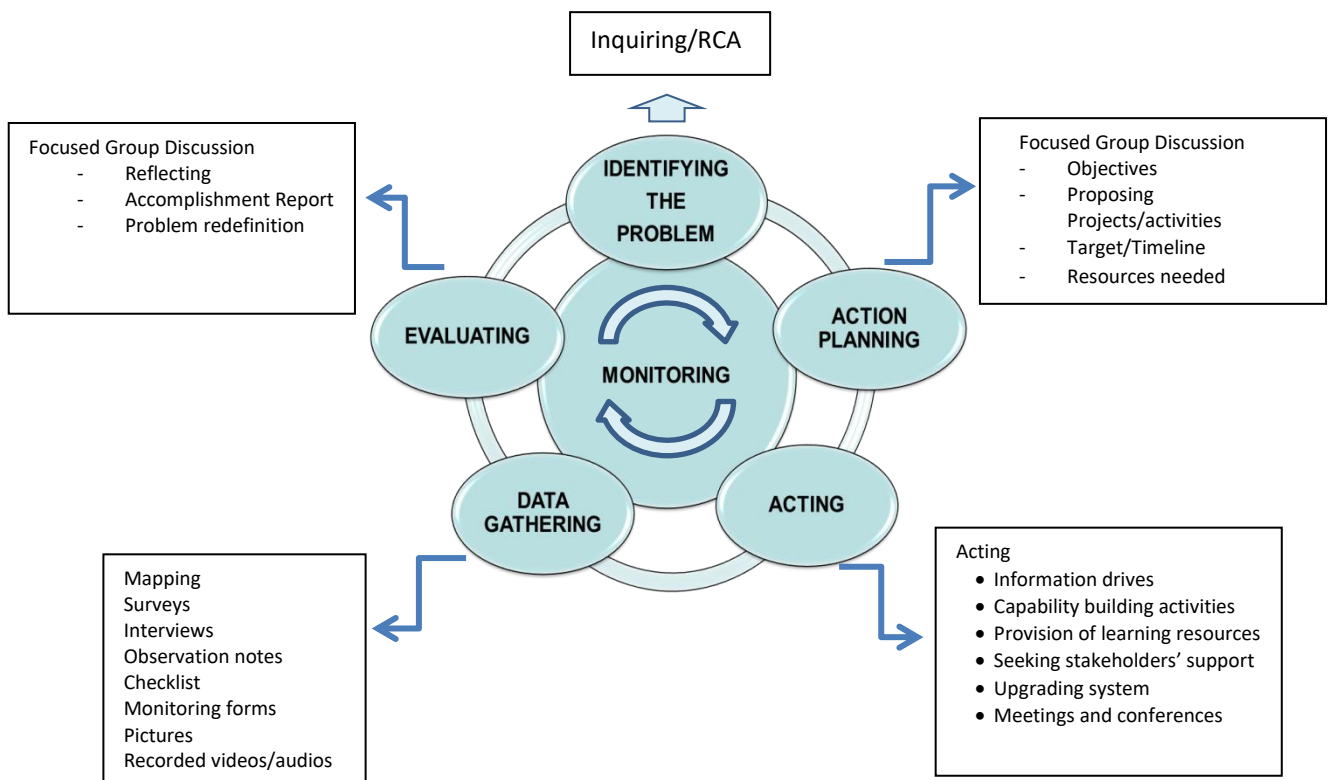 Inquiring/RCA
Focused Group Discussion
- Reflecting
- Accomplishment Report
- Problem redefinition
IDENTIFYING
THE
PROBLEM
Focused Group Discussion
- Objectives
- Proposing
Projects/activities
- Target/Timeline
- Resources needed
EVALUATING
ACTION
PLANNING
MONITORING
DATA
GATHERING
ACTING
Mapping
Surveys
Interviews
Observation notes
Checklist
Monitoring forms
Pictures
Recorded videos/audios
Acting
• Information drives
• Capability building activities
• Provision of learning resources
• Seeking stakeholders’ support
• Upgrading system
• Meetings and conferences